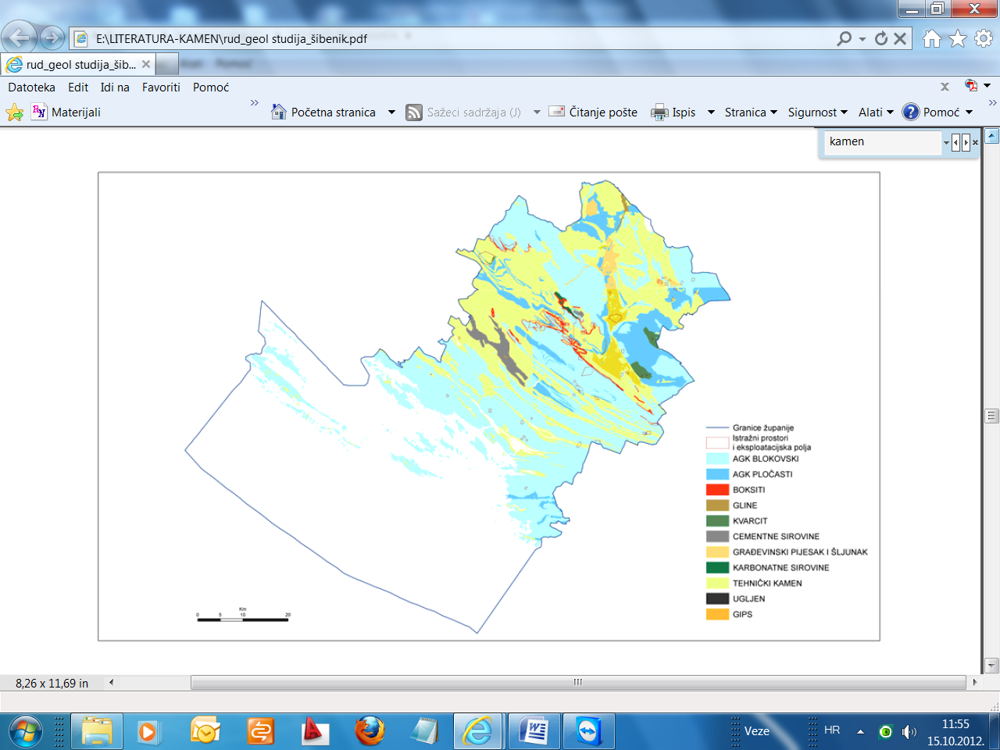 E:\LITERATURA-KAMEN\rud_geol studija_šibenik.pdf
rud_geol studija_šib...
Datoteka Edit Idi na Favoriti Pomoć
Materijali
Početna stranica Sažeci sadržaja (J) Čitanje pošte Ispis Stranica Sigurnost Alati Pomoć
kamen
Granice županije
Istražni prostori
i eksploatacijska polja
AGK BLOKOVSKI
AGK PLOČASTI
BOKSITI
GLINE
KVARCIT
CEMENTNE SIROVINE
GRAĐEVINSKI PIJESAK I ŠLJUNAK
KARBONATNE SIROVINE
TEHNIČKI KAMEN
UGLJEN
GIPS
Km
0 5 10 20
8,26 x 11,69 in
Veze
HR
11:55
15.10.2012.